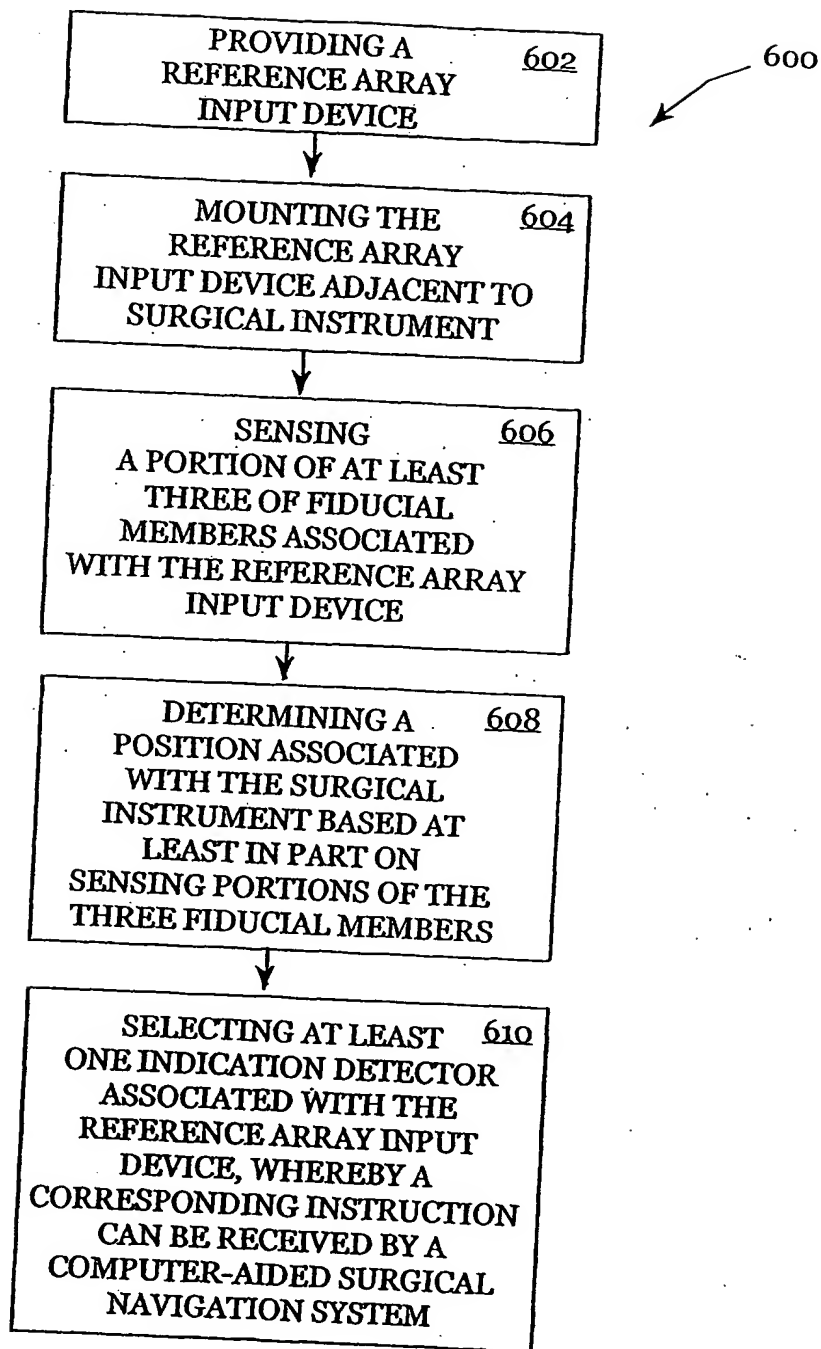 600
PROVIDING A 602
REFERENCE ARRAY
INPUT DEVICE
MOUNTING THE 604
REFERENCE ARRAY
INPUT DEVICE ADJACENT TO
SURGICAL INSTRUMENT
SENSING 606
A PORTION OF AT LEAST
THREE OF FIDUCIAL
MEMBERS ASSOCIATED
WITH THE REFERENCE ARRAY
INPUT DEVICE
DETERMINING A 608
POSITION ASSOCIATED
WITH THE SURGICAL
INSTRUMENT BASED AT
LEAST IN PART ON
SENSING PORTIONS OF THE
THREE FIDUCIAL MEMBERS
SELECTING AT LEAST 610
ONE INDICATION DETECTOR
ASSOCIATED WITH THE
REFERENCE ARRAY INPUT
DEVICE, WHEREBY A
CORRESPONDING INSTRUCTION
CAN BE RECEIVED BY A
COMPUTER-AIDED SURGICAL
NAVIGATION SYSTEM